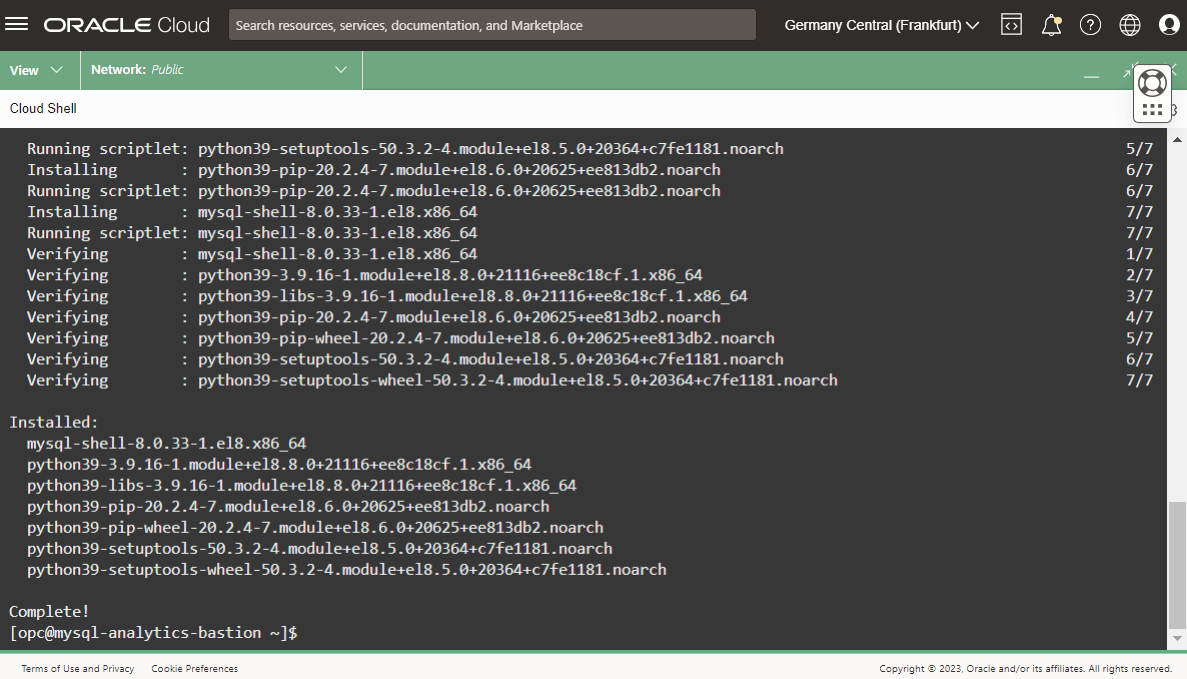 ORACLE Cloud
Search resources, services, documentation, and Marketplace
Germany Central (Frankfurt)
View
Network: Public
Cloud Shell
Running scriptlet: python39-setuptools-50.3.2-4.module+el8.5.0+20364+c7fe1181.noarch 5/7
Installing : python39-pip-20.2.4-7.module+el8.6.0+20625+ee813db2.noarch 6/7
Running scriptlet: python39-pip-20.2.4-7.module+el8.6.0+20625+ee813db2.noarch 6/7
Installing : mysql-shell-8.0.33-1.el8.x86_64 7/7
Running scriptlet: mysql-shell-8.0.33-1.el8.x86_64 7/7
Verifying : mysql-shell-8.0.33-1.el8.x86_64 1/7
Verifying : python39-3.9.16-1.module+el8.8.0+21116+ee8c18cf.1.x86_64 2/7
Verifying : python39-libs-3.9.16-1.module+el8.8.0+21116+ee8c18cf.1.x86_64 3/7
Verifying : python39-pip-20.2.4-7.module+el8.6.0+20625+ee813db2.noarch 4/7
Verifying : python39-pip-wheel-20.2.4-7.module+el8.6.0+20625+ee813db2.noarch 5/7
Verifying : python39-setuptools-50.3.2-4.module+el8.5.0+20364+c7fe1181.noarch 6/7
Verifying : python39-setuptools-wheel-50.3.2-4.module+el8.5.0+20364+c7fe1181.noarch 7/7
Installed:
mysql-shell-8.0.33-1.el8.x86_64
python39-3.9.16-1.module+el8.8.0+21116+ee8c18cf.1.x86_64
python39-libs-3.9.16-1.module+el8.8.0+21116+ee8c18cf.1.x86_64
python39-pip-20.2.4-7.module+el8.6.0+20625+ee813db2.noarch
python39-pip-wheel-20.2.4-7.module+el8.6.0+20625+ee813db2.noarch
python39-setuptools-50.3.2-4.module+el8.5.0+20364+c7fe1181.noarch
python39-setuptools-wheel-50.3.2-4.module+el8.5.0+20364+c7fe1181.noarch
Complete!
[opc@mysql-analytics-bastion ~]$
Terms of Use and Privacy Cookie Preferences Copyright © 2023, Oracle and/or its affiliates. All rights reserved.